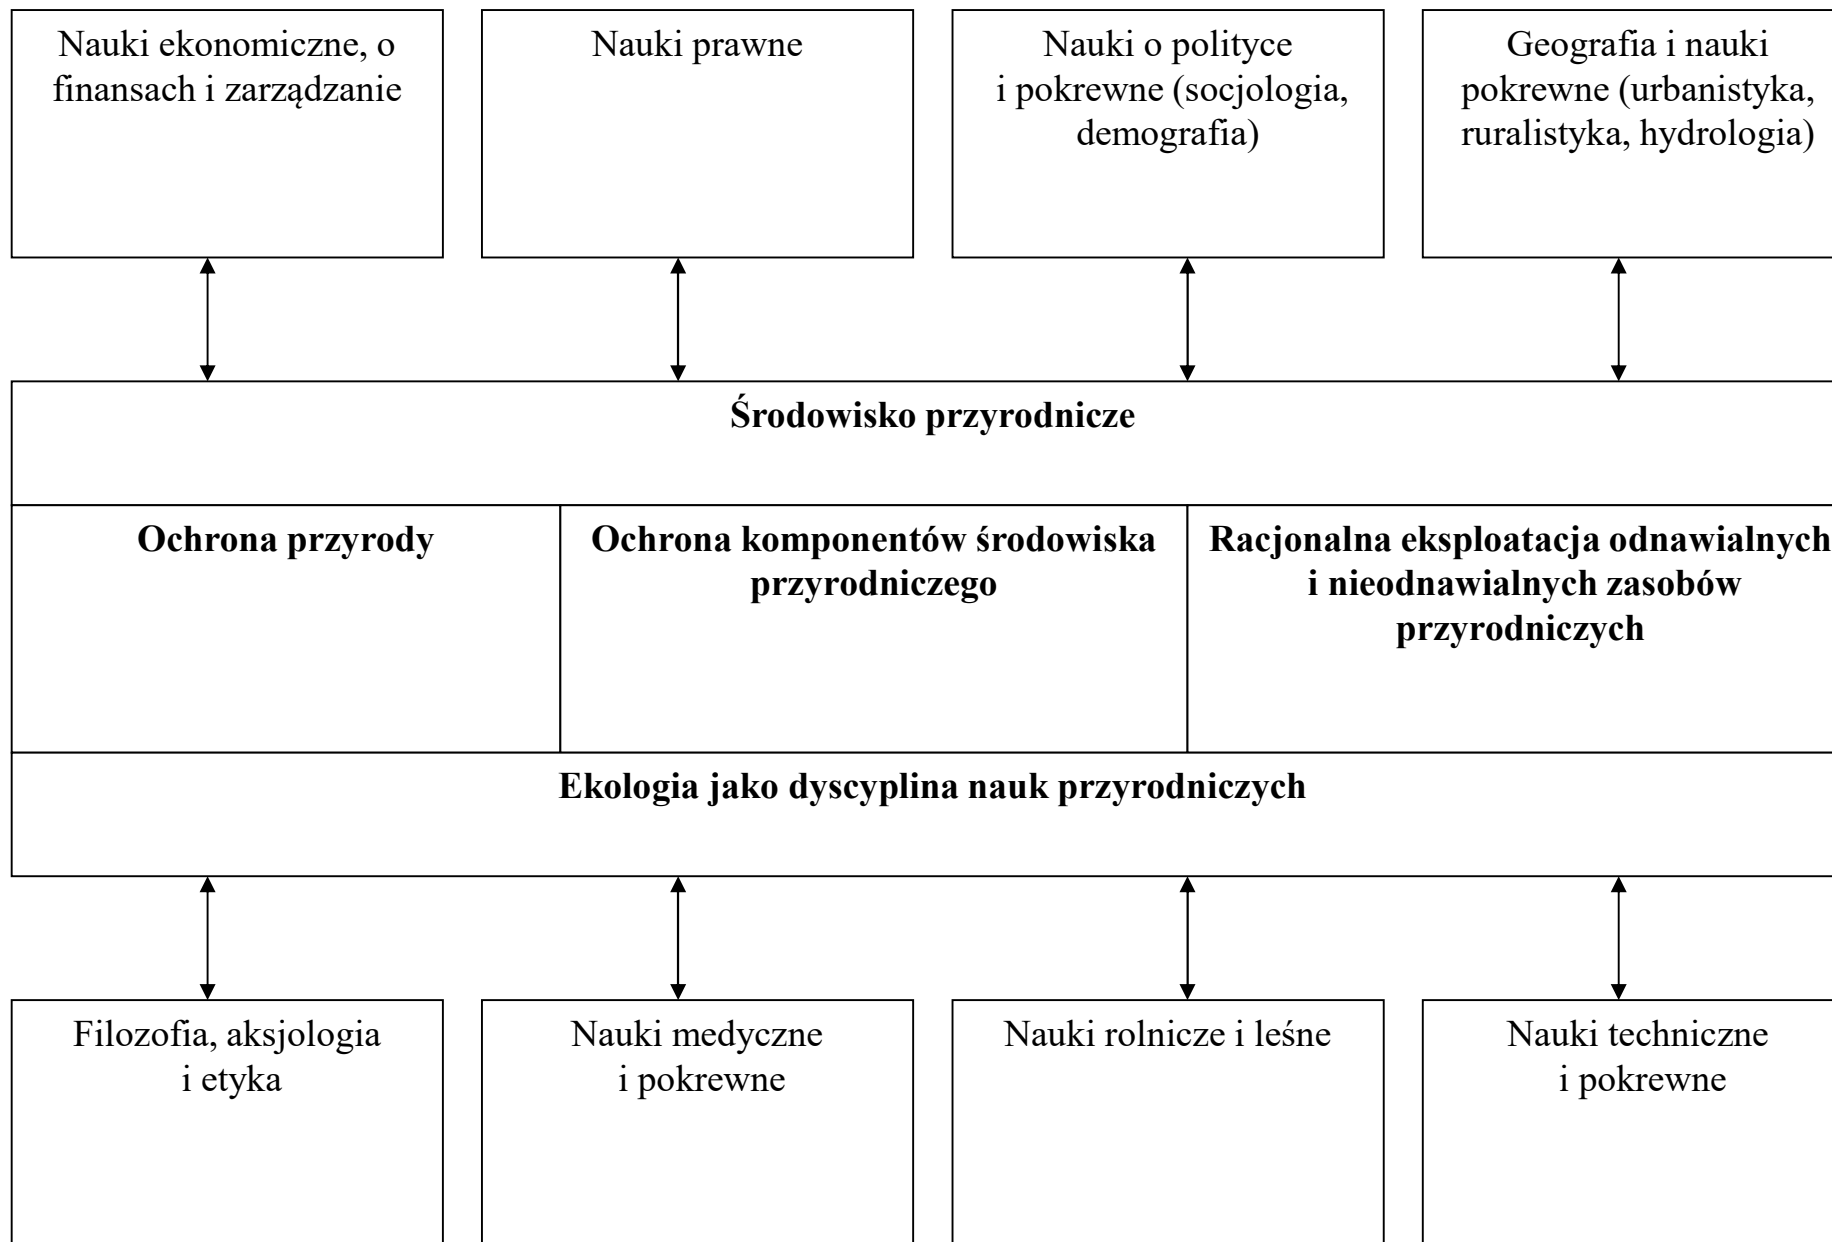 Nauki ekonomiczne, o
finansach i zarządzanie
Nauki prawne
Nauki o polityce
i pokrewne (socjologia,
demografia)
Geografia i nauki
pokrewne (urbanistyka,
ruralistyka, hydrologia)
Środowisko przyrodnicze
Ochrona przyrody
Ochrona komponentów środowiska
przyrodniczego
Racjonalna eksploatacja odnawialnych
i nieodnawialnych zasobów
przyrodniczych
Ekologia jako dyscyplina nauk przyrodniczych
Filozofia, aksjologia
i etyka
Nauki medyczne
i pokrewne
Nauki rolnicze i leśne
Nauki techniczne
i pokrewne